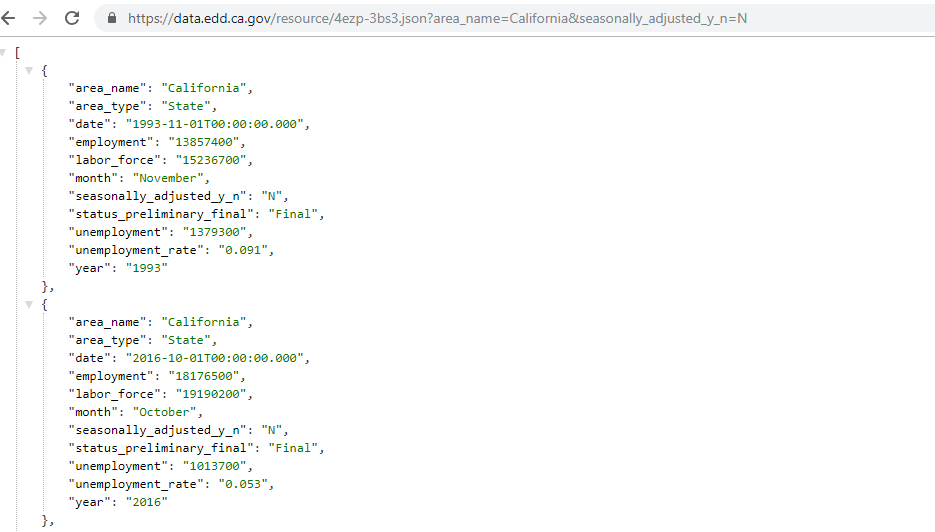 https://data.edd.ca.gov/resource/4ezp-3bs3.json?area_name=California&seasonally_adjusted_y_n=N
[
{
"area_name": "California",
"area_type": "State",
"date": "1993-11-01T00:00:00.000",
"employment": "13857400",
"labor_force": "15236700",
"month": "November",
"seasonally_adjusted_y_n": "N",
"status_preliminary_final": "Final",
"unemployment": "1379300",
"unemployment_rate": "0.091",
"year": "1993"
},
{
"area_name": "California",
"area_type": "State",
"date": "2016-10-01T00:00:00.000",
"employment": "18176500",
"labor_force": "19190200",
"month": "October",
"seasonally_adjusted_y_n": "N",
"status_preliminary_final": "Final",
"unemployment": "1013700",
"unemployment_rate": "0.053",
"year": "2016"
},